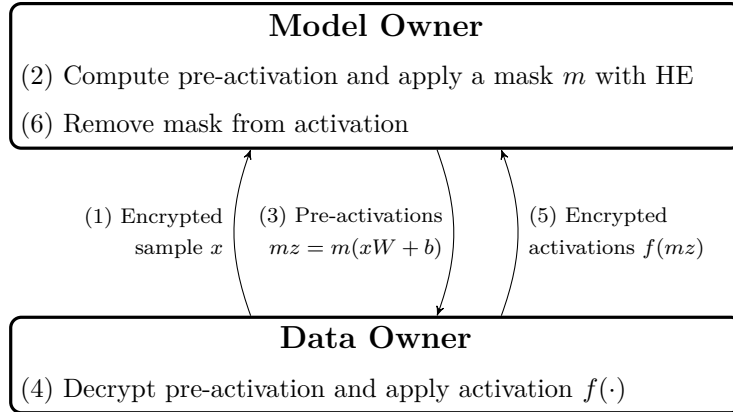 Model Owner
(2) Compute pre-activation and apply a mask m with HE
(6) Remove mask from activation
(1) Encrypted
sample x
(3) Pre-activations
mz = m(xW + b)
(5) Encrypted
activations f(mz)
Data Owner
(4) Decrypt pre-activation and apply activation f(·)